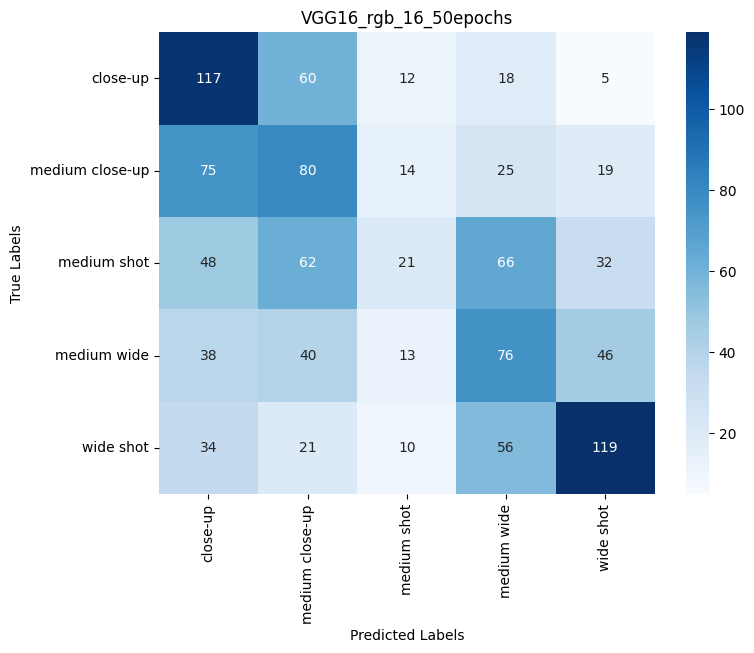 VGG16_rgb_16_50epochs
True Labels
close-up 117 60 12 18 5
medium close-up 75 80 14 25 19
medium shot 48 62 21 66 32
medium wide 38 40 13 76 46
wide shot 34 21 10 56 119
close-up medium close-up medium shot medium wide wide shot
Predicted Labels
100
80
60
40
20